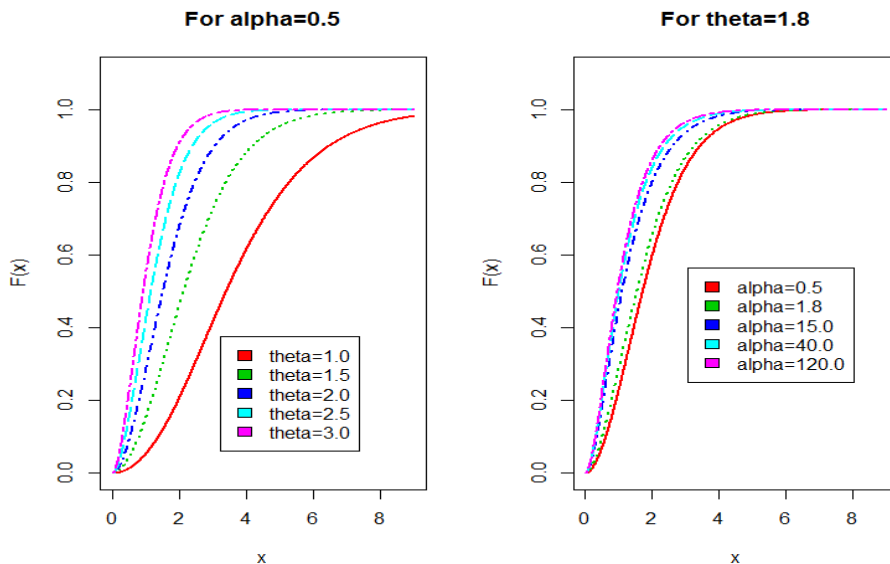 For alpha=0.5
F(x)
1.0
0.8
0.6
0.4
0.2
0.0
theta=1.0
theta=1.5
theta=2.0
theta=2.5
theta=3.0
0 2 4 6 8
x
For theta=1.8
F(x)
1.0
0.8
0.6
0.4
0.2
0.0
alpha=0.5
alpha=1.8
alpha=15.0
alpha=40.0
alpha=120.0
0 2 4 6 8
x